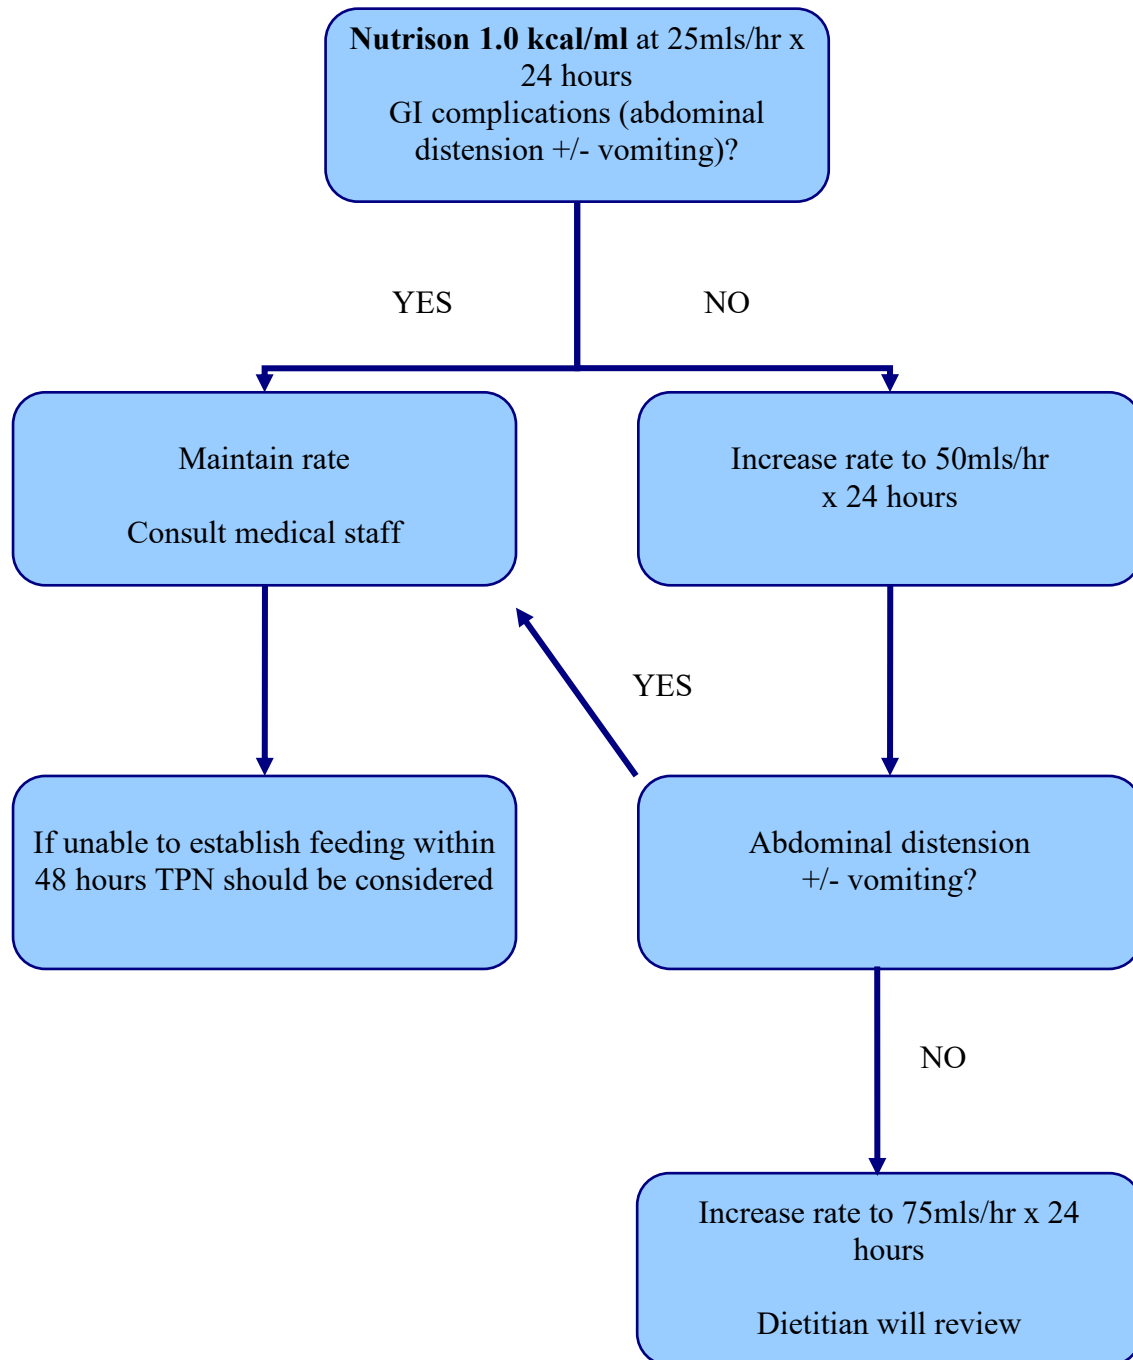 Nutrison 1.0 kcal/ml at 25mls/hr x
24 hours
GI complications (abdominal
distension +/- vomiting)?
YES
NO
Maintain rate
Consult medical staff
Increase rate to 50mls/hr
x 24 hours
YES
If unable to establish feeding within
48 hours TPN should be considered
Abdominal distension
+/- vomiting?
NO
Increase rate to 75mls/hr x 24
hours
Dietitian will review